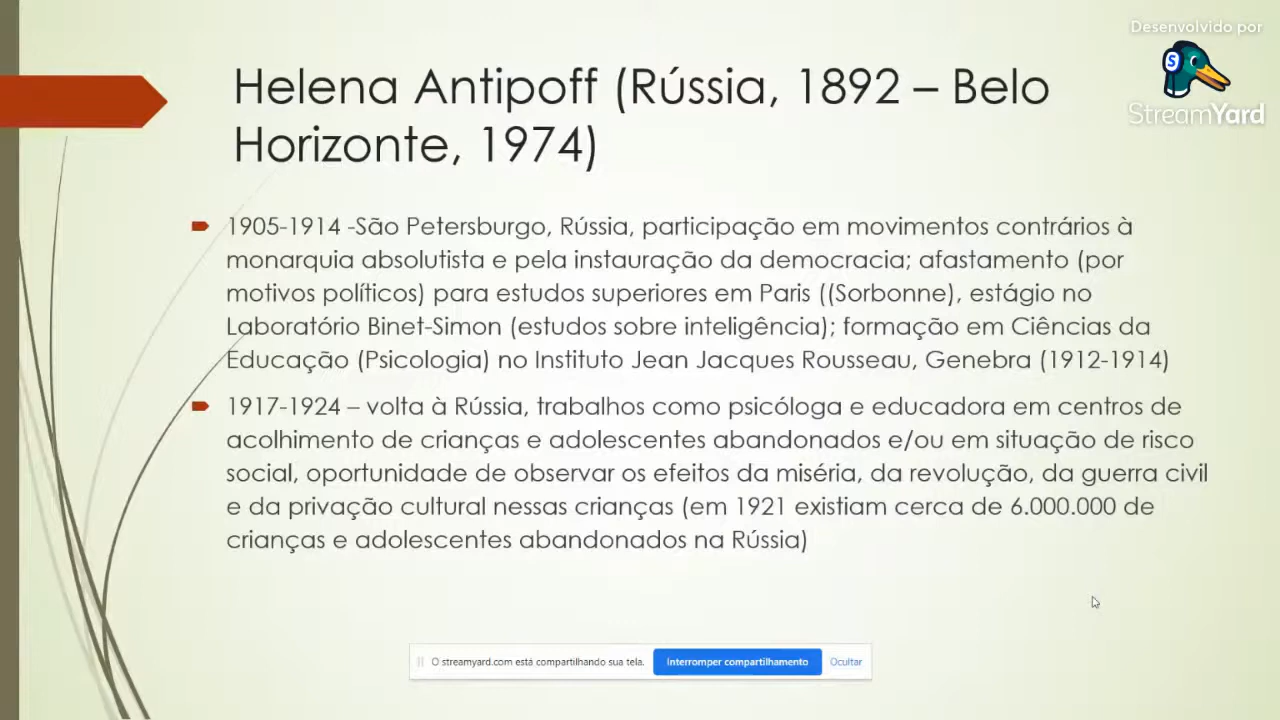 Desenvolvido por
S
StreamYard
Helena Antipoff (Rússia, 1892 – Belo
Horizonte, 1974)
1905-1914 -São Petersburgo, Rússia, participação em movimentos contrários à
monarquia absolutista e pela instauração da democracia; afastamento (por
motivos políticos) para estudos superiores em Paris ((Sorbonne), estágio no
Laboratório Binet-Simon (estudos sobre inteligência); formação em Ciências da
Educação (Psicologia) no Instituto Jean Jacques Rousseau, Genebra (1912-1914)
1917-1924 – volta à Rússia, trabalhos como psicóloga e educadora em centros de
acolhimento de crianças e adolescentes abandonados e/ou em situação de risco
social, oportunidade de observar os efeitos da miséria, da revolução, da guerra civil
e da privação cultural nessas crianças (em 1921 existiam cerca de 6.000.000 de
crianças e adolescentes abandonados na Rússia)
O streamyard.com está compartilhando sua tela. Interromper compartilhamento Ocultar